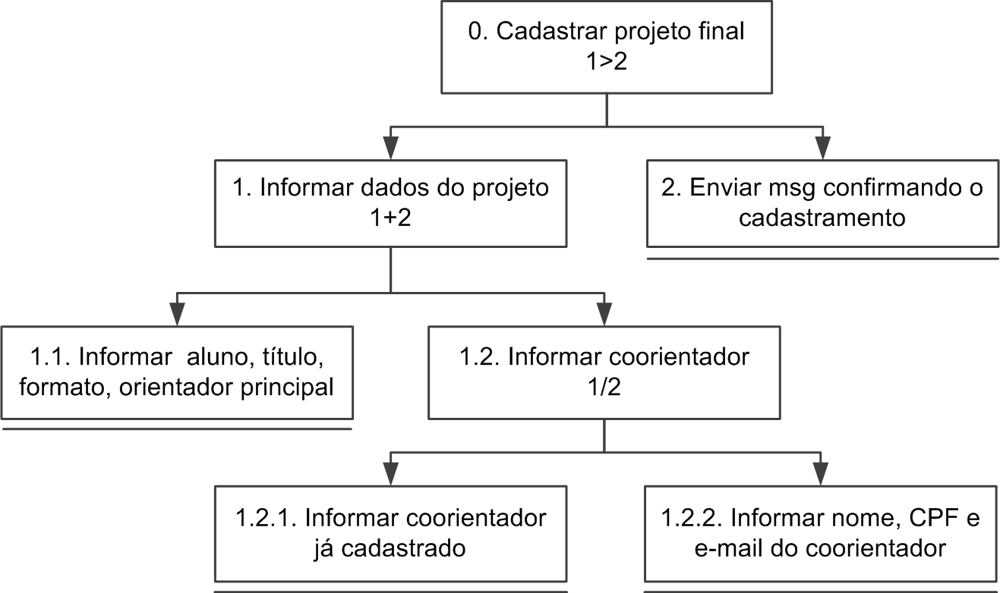 0. Cadastrar projeto final
1>2
1. Informar dados do projeto
1+2
2. Enviar msg confirmando o
cadastramento
1.1. Informar  aluno, título,
formato, orientador principal
1.2. Informar coorientador
1/2
1.2.1. Informar coorientador
já cadastrado
1.2.2. Informar nome, CPF e
e-mail do coorientador